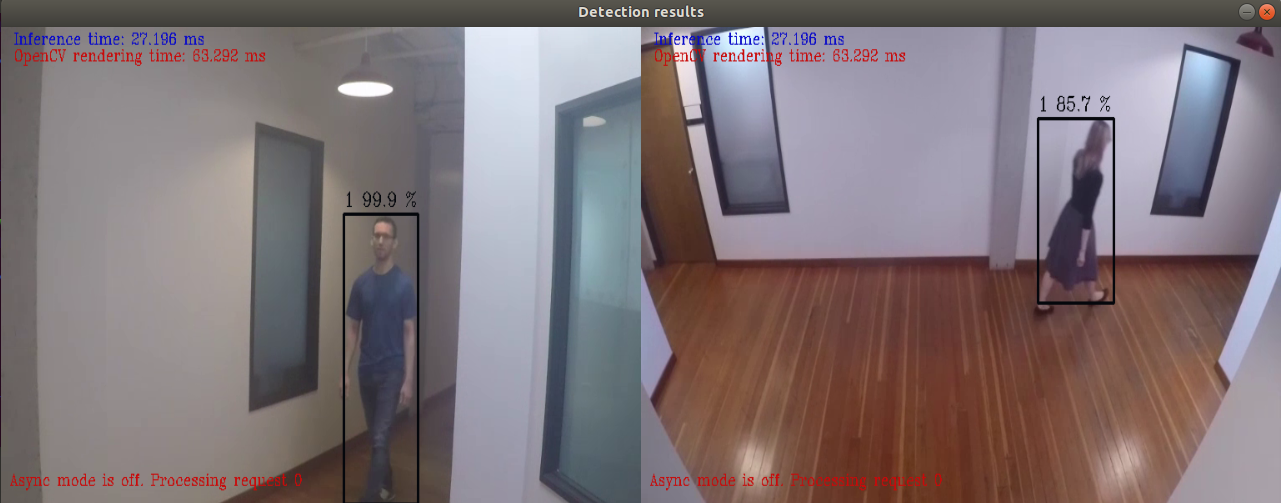 Detection results
Inference time: 27.196 ms
OpenCV rendering time: 63.292 ms
1 99.9 %
Async mode is off. Processing request 0
Inference time: 27.196 ms
OpenCV rendering time: 63.292 ms
1 85.7 %
Async mode is off. Processing request 0